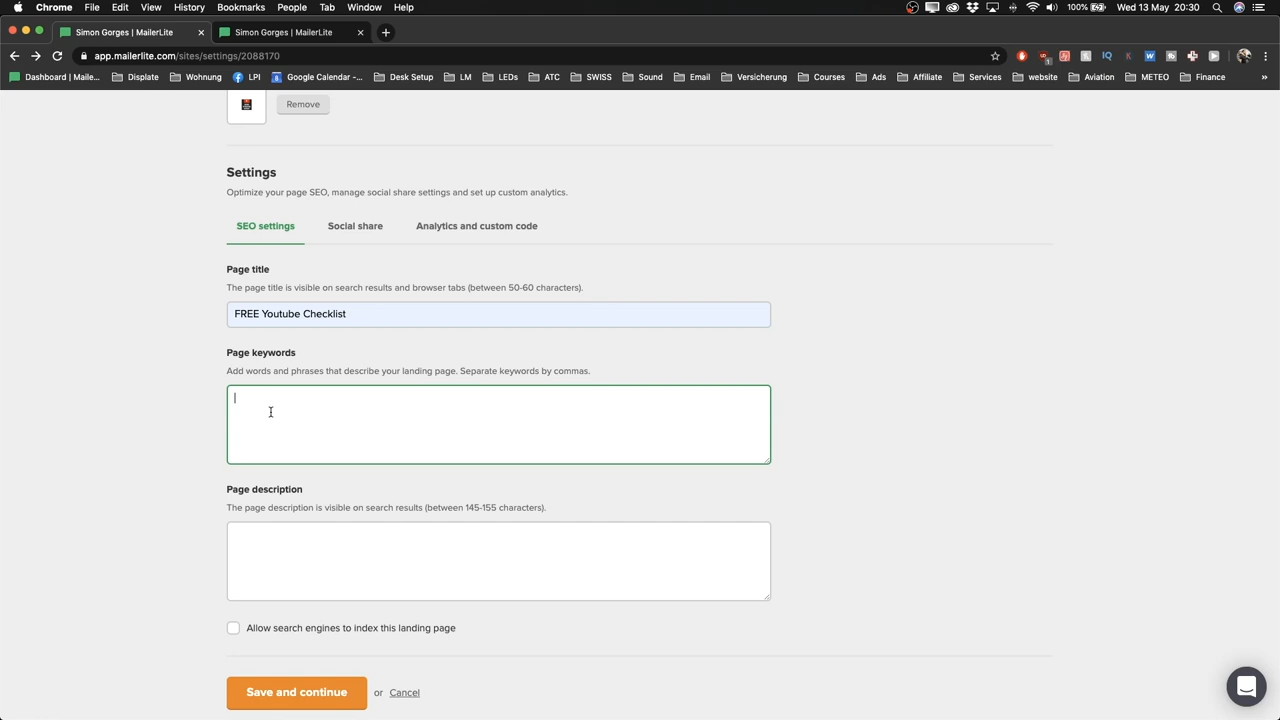 Chrome File Edit View History Bookmarks People Tab Window Help 100% Wed 13 May 20:30
Simon Gorges | MailerLite Simon Gorges | MailerLite
app.mailerlite.com/sites/settings/2088170
Dashboard | Maile... Displate Wohnung LPI Google Calendar -... Desk Setup LM LEDs ATC SWISS Sound Email Versicherung Courses Ads Affiliate Services website Aviation METEO Finance »
Remove
Settings
Optimize your page SEO, manage social share settings and set up custom analytics.
SEO settings Social share Analytics and custom code
Page title
The page title is visible on search results and browser tabs (between 50-60 characters).
FREE Youtube Checklist
Page keywords
Add words and phrases that describe your landing page. Separate keywords by commas.
Page description
The page description is visible on search results (between 145-155 characters).
Allow search engines to index this landing page
Save and continue or Cancel